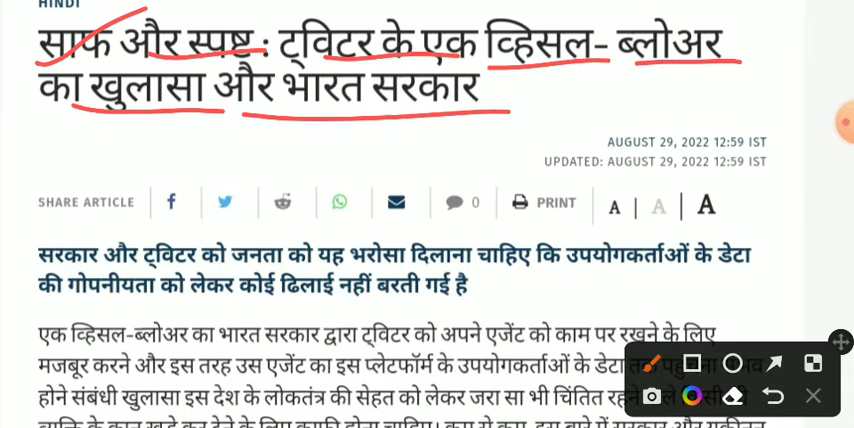 HINDI
साफ और स्पष्ट : ट्विटर के एक व्हिसल- ब्लोअर
का खुलासा और भारत सरकार
AUGUST 29, 2022 12:59 IST
UPDATED: AUGUST 29, 2022 12:59 IST
SHARE ARTICLE f 0 PRINT A | A | A
सरकार और ट्विटर को जनता को यह भरोसा दिलाना चाहिए कि उपयोगकर्ताओं के डेटा
की गोपनीयता को लेकर कोई ढिलाई नहीं बरती गई है
एक व्हिसल-ब्लोअर का भारत सरकार द्वारा ट्विटर को अपने एजेंट को काम पर रखने के लिए
मजबूर करने और इस तरह उस एजेंट का इस प्लेटफॉर्म के उपयोगकर्ताओं के डेटा
होने संबंधी खुलासा इस देश के लोकतंत्र की सेहत को लेकर जरा सा भी चिंतित